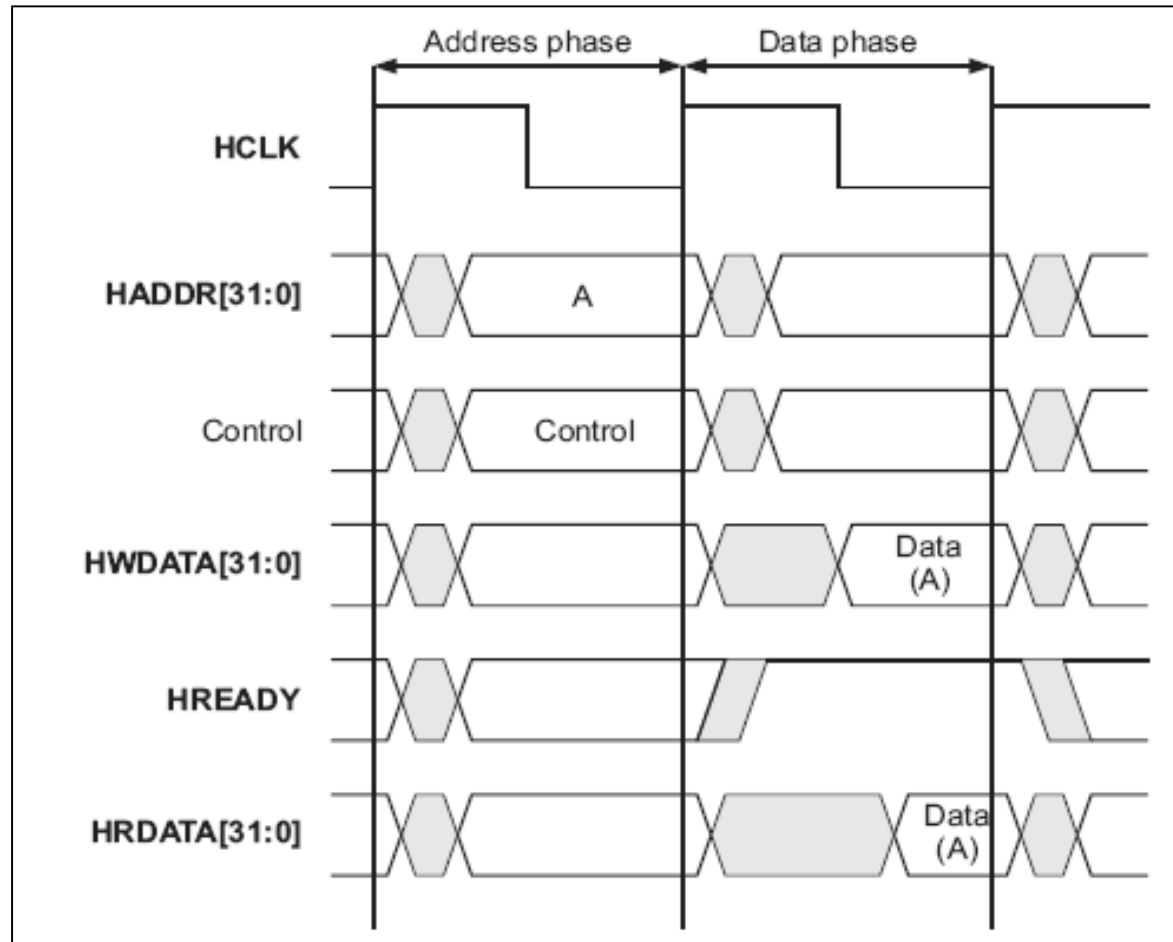 Address phase Data phase
HCLK
HADDR[31:0] A
Control Control
HWDATA[31:0] Data
(A)
HREADY
HRDATA[31:0] Data
(A)